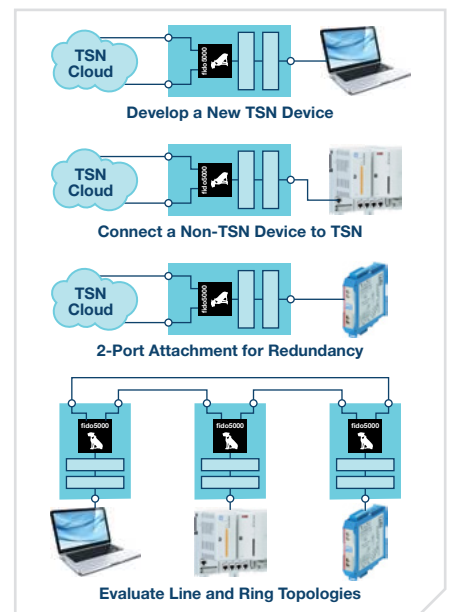 TSN
Cloud
fido5000
Develop a New TSN Device
TSN
Cloud
fido5000
Connect a Non-TSN Device to TSN
TSN
Cloud
fido5000
2-Port Attachment for Redundancy
fido5000
fido5000
fido5000
Evaluate Line and Ring Topologies